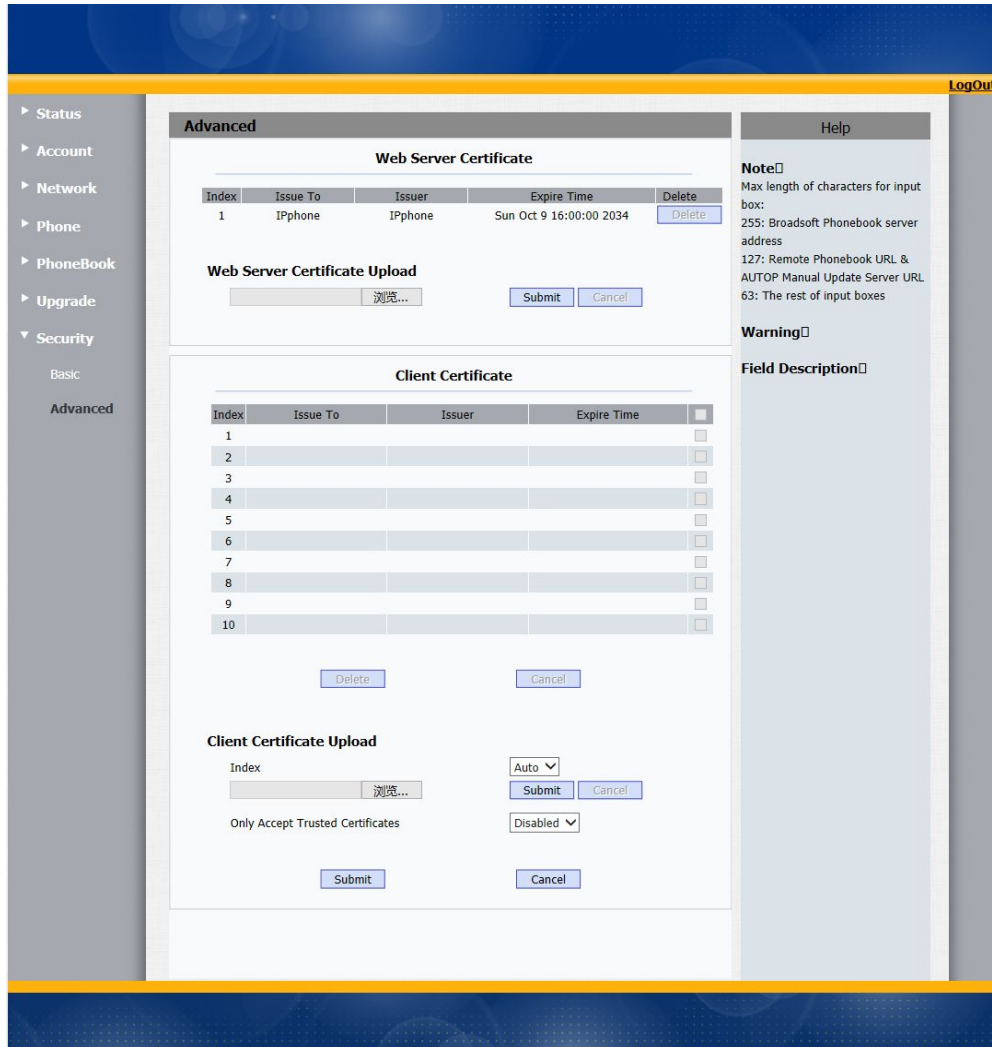 LogOut
Status
Account
Network
Phone
PhoneBook
Upgrade
Security
Basic
Advanced
Advanced
Web Server Certificate
Index Issue To Issuer Expire Time Delete
1 IPphone IPphone Sun Oct 9 16:00:00 2034 Delete
Web Server Certificate Upload
浏览... Submit Cancel
Client Certificate
Index Issue To Issuer Expire Time
1
2
3
4
5
6
7
8
9
10
Delete Cancel
Client Certificate Upload
Index Auto
浏览... Submit Cancel
Only Accept Trusted Certificates Disabled
Submit Cancel
Help
Note
Max length of characters for input
box:
255: Broadsoft Phonebook server
address
127: Remote Phonebook URL &
AUTOP Manual Update Server URL
63: The rest of input boxes
Warning
Field Description